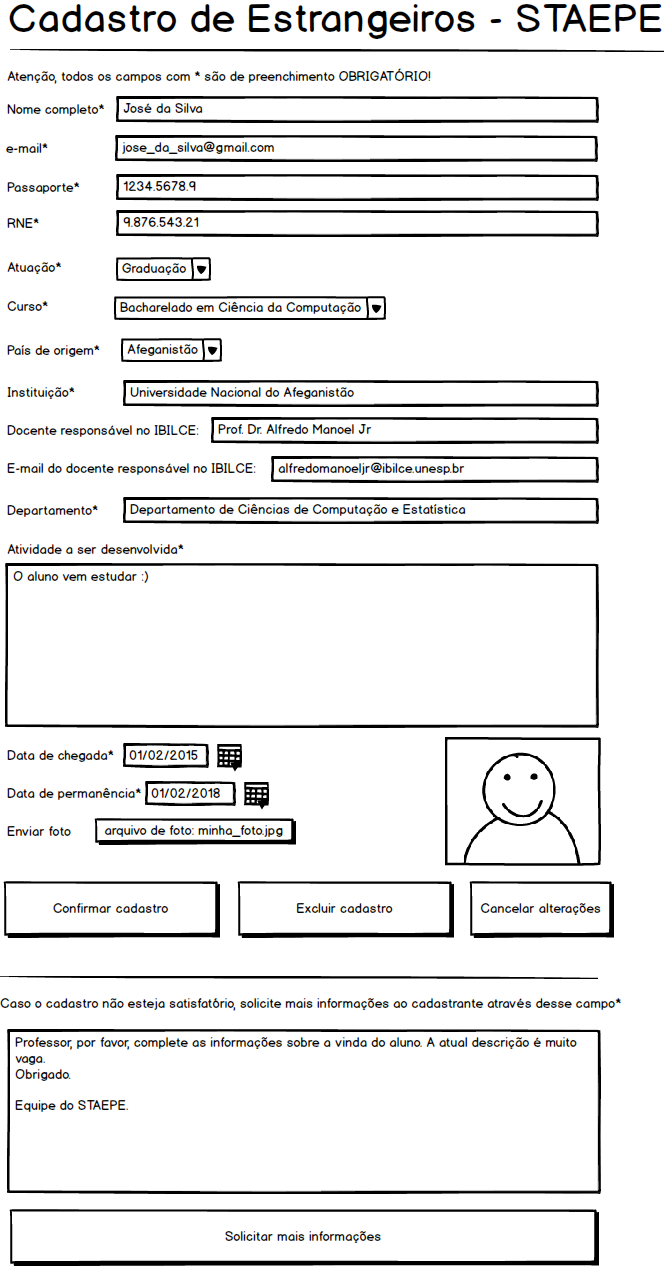 Cadastro de Estrangeiros - STAEPE
Atenção, todos os campos com * são de preenchimento OBRIGATÓRIO!
Nome completo* José da Silva
e-mail* jose_da_silva@gmail.com
Passaporte* 1234.5678.9
RNE* 9.876.543.21
Atuação* Graduação
Curso* Bacharelado em Ciência da Computação
País de origem* Afeganistão
Instituição* Universidade Nacional do Afeganistão
Docente responsável no IBILCE: Prof. Dr. Alfredo Manoel Jr
E-mail do docente responsável no IBILCE: alfredomanoeljr@ibilce.unesp.br
Departamento* Departamento de Ciências de Computação e Estatística
Atividade a ser desenvolvida*
O aluno vem estudar :)
Data de chegada* 01/02/2015
Data de permanência* 01/02/2018
Enviar foto arquivo de foto: minha_foto.jpg
Confirmar cadastro Excluir cadastro Cancelar alterações
Caso o cadastro não esteja satisfatório, solicite mais informações ao cadastrante através desse campo*
Professor, por favor, complete as informações sobre a vinda do aluno. A atual descrição é muito
vaga.
Obrigado.
Equipe do STAEPE.
Solicitar mais informações